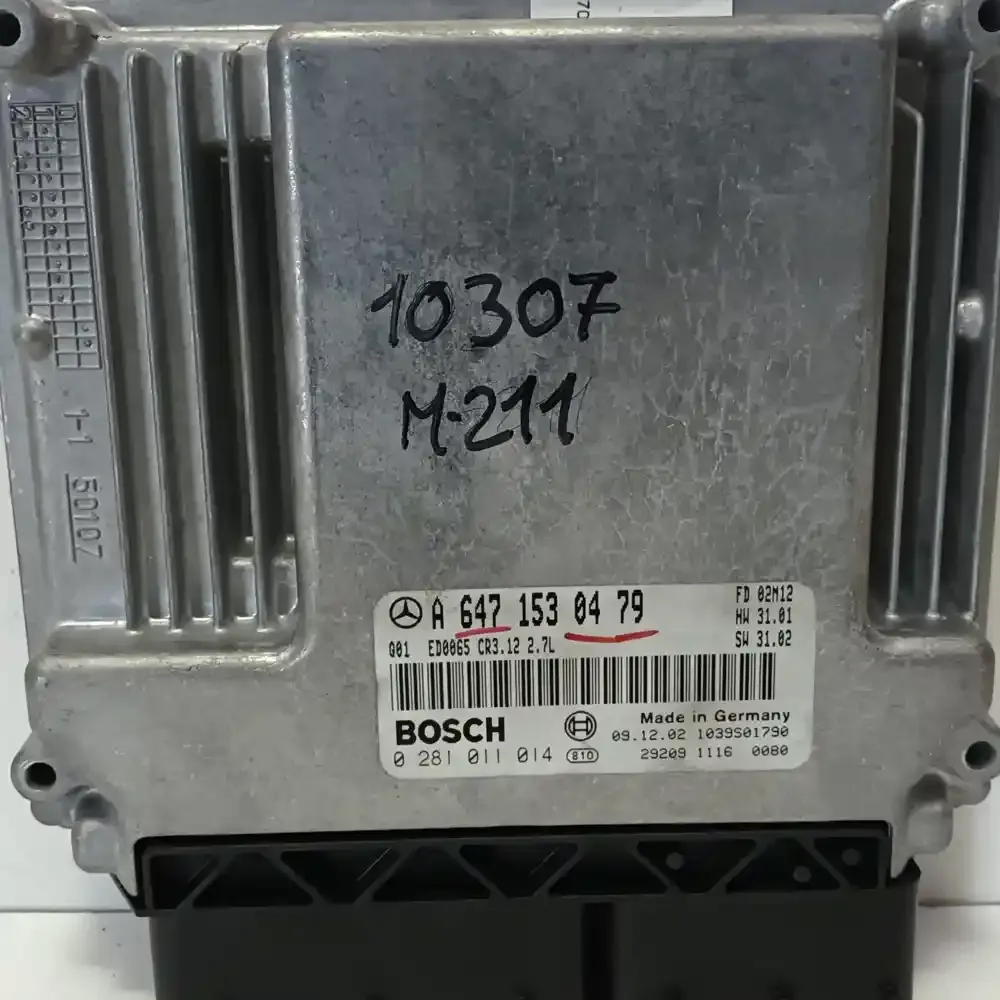 10307
M-211
1-1 50107
A 647 153 04 79
FD 02M12
HW 31.01
Q01 ED0065 CR3.12 2.7L
SW 31.02
BOSCH
Made in Germany
09.12.02 1039S01790
0 281 011 014 810
29209 1116 0080